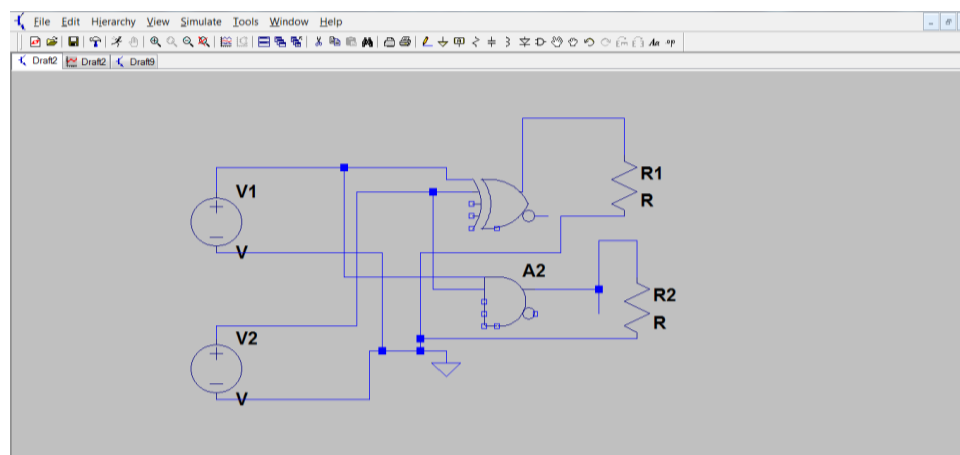 File Edit Hierarchy View Simulate Tools Window Help
Draft2 Draft2 Draft9
V1
V
R1
R
A2
R2
R
V2
V